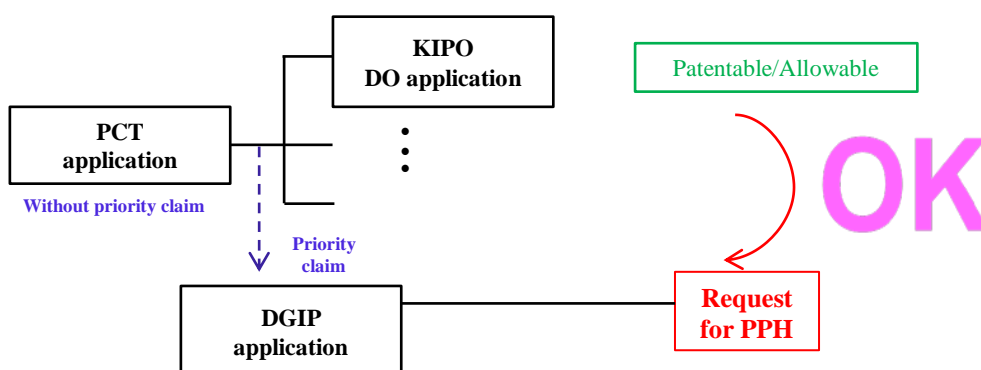 KIPO
DO application
Patentable/Allowable
PCT
application
OK
Without priority claim
Priority
claim
DGIP
application
Request
for PPH